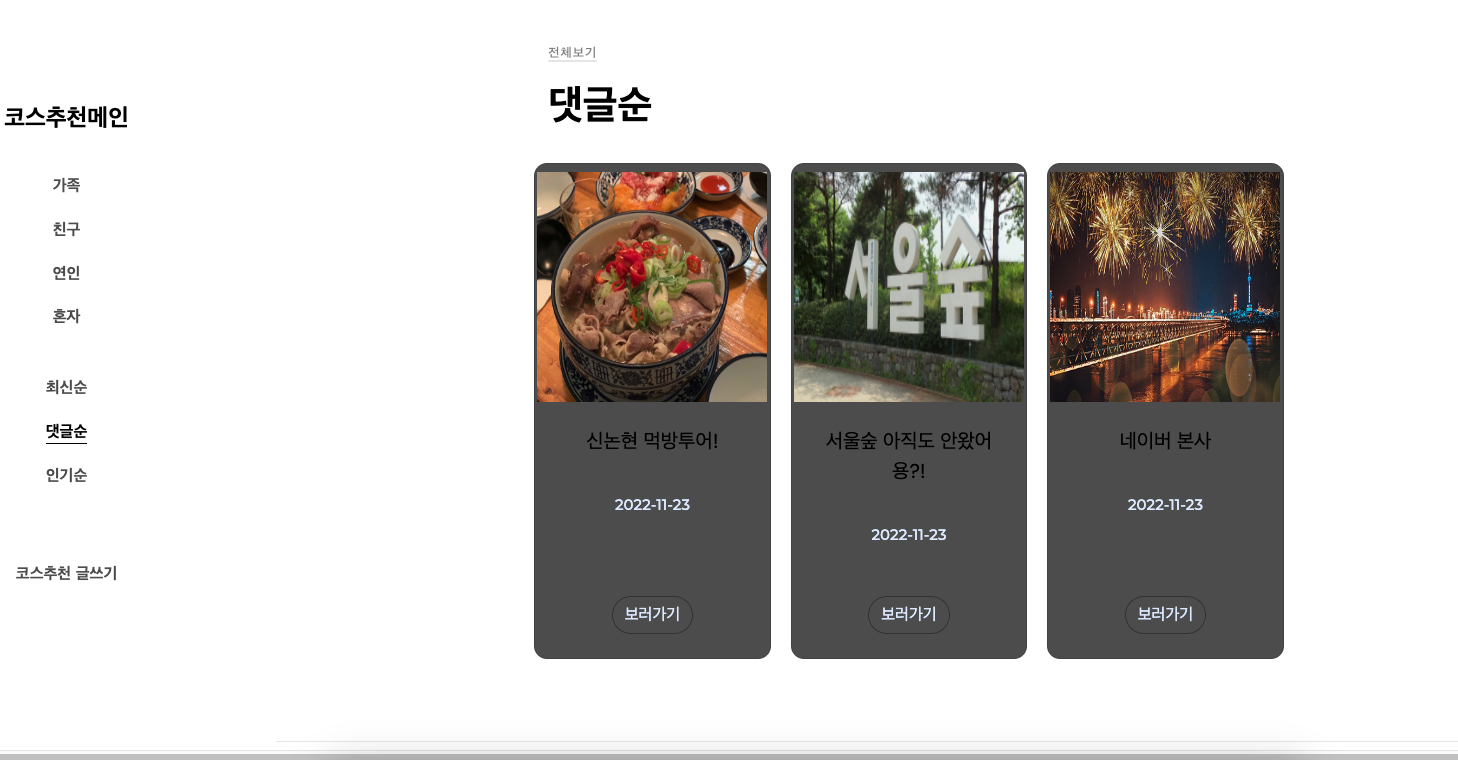 전체보기
댓글순
코스추천메인
가족
친구
연인
혼자
최신순
댓글순
인기순
코스추천 글쓰기
신논현 먹방투어!
2022-11-23
보러가기
서울숲
서울숲 아직도 안왔어
용?!
2022-11-23
보러가기
네이버 본사
2022-11-23
보러가기